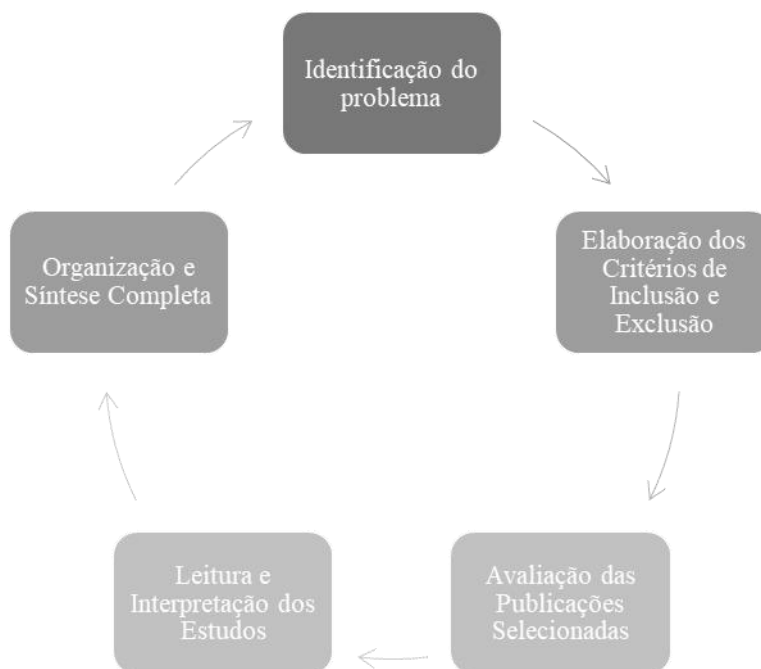 Identificação do
problema
Elaboração dos
Critérios de
Inclusão e
Exclusão
Avaliação das
Publicações
Selecionadas
Leitura e
Interpretação dos
Estudos
Organização e
Síntese Completa